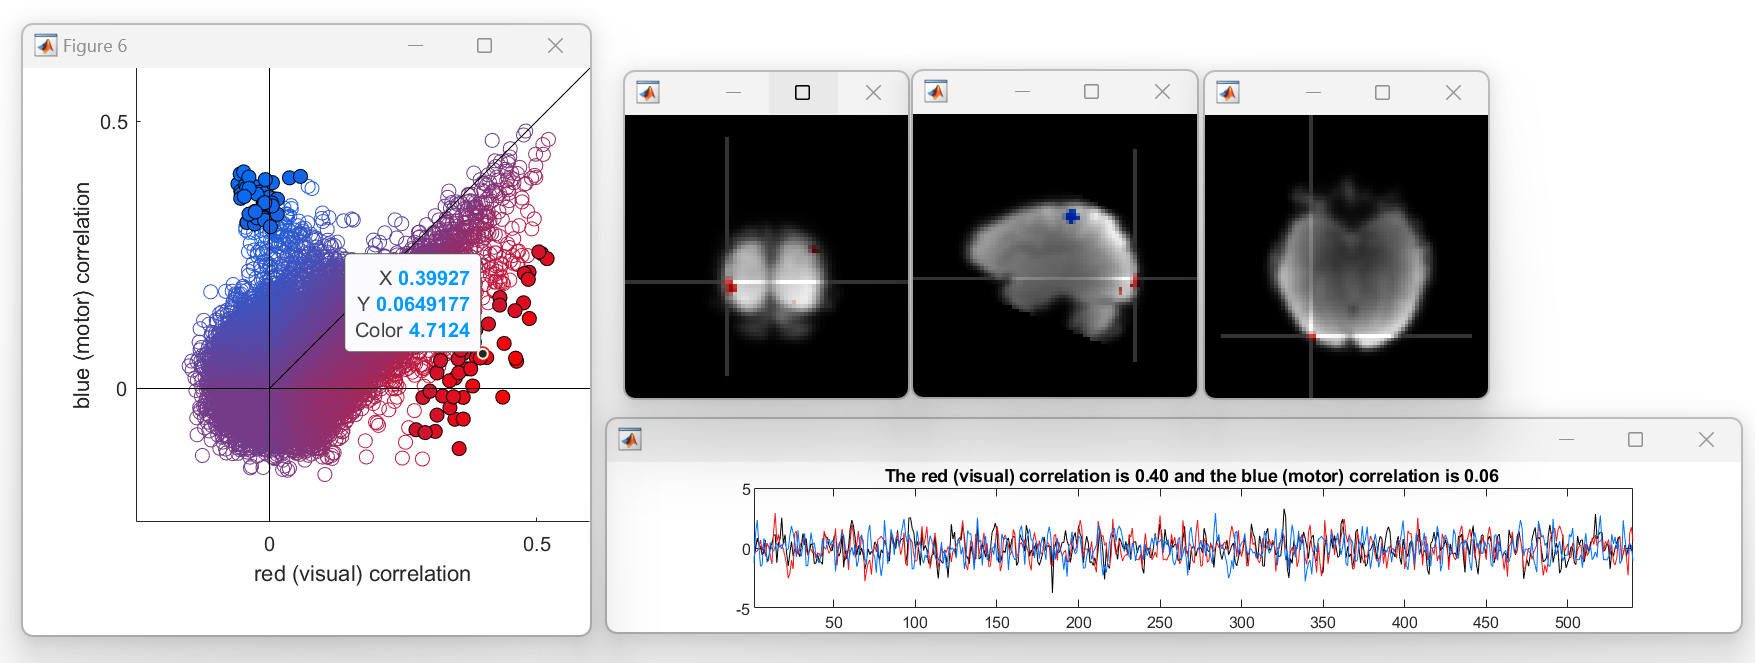 Figure 6
0.5
0
blue (motor) correlation
X 0.39927
Y 0.0649177
Color 4.7124
0
0.5
red (visual) correlation
The red (visual) correlation is 0.40 and the blue (motor) correlation is 0.06
5
0
-5
50
100
150
200
250
300
350
400
450
500